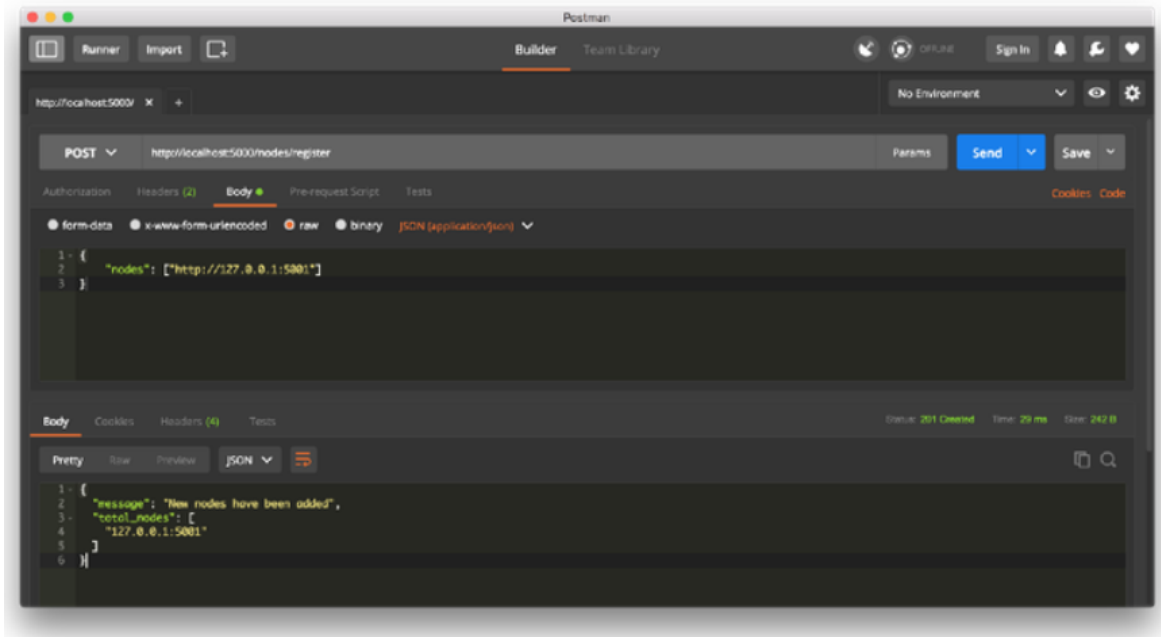 Postman
Runner Import Builder Team Library OFFLINE Sign In
http://localhost:5000/ × + No Environment
POST http://localhost:5000/nodes/register Params Send Save
Authorization Headers (2) Body Pre-request Script Tests Cookies Code
form-data x-www-form-urlencoded raw binary JSON (application/json)
1 {
2 "nodes": ["http://127.0.0.1:5001"]
3 }
Body Cookies Headers (4) Tests Status: 201 Created Time: 29 ms Size: 242 B
Pretty Raw Preview JSON
1 {
2 "message": "New nodes have been added",
3 "total_nodes": [
4 "127.0.0.1:5001"
5 ]
6 }